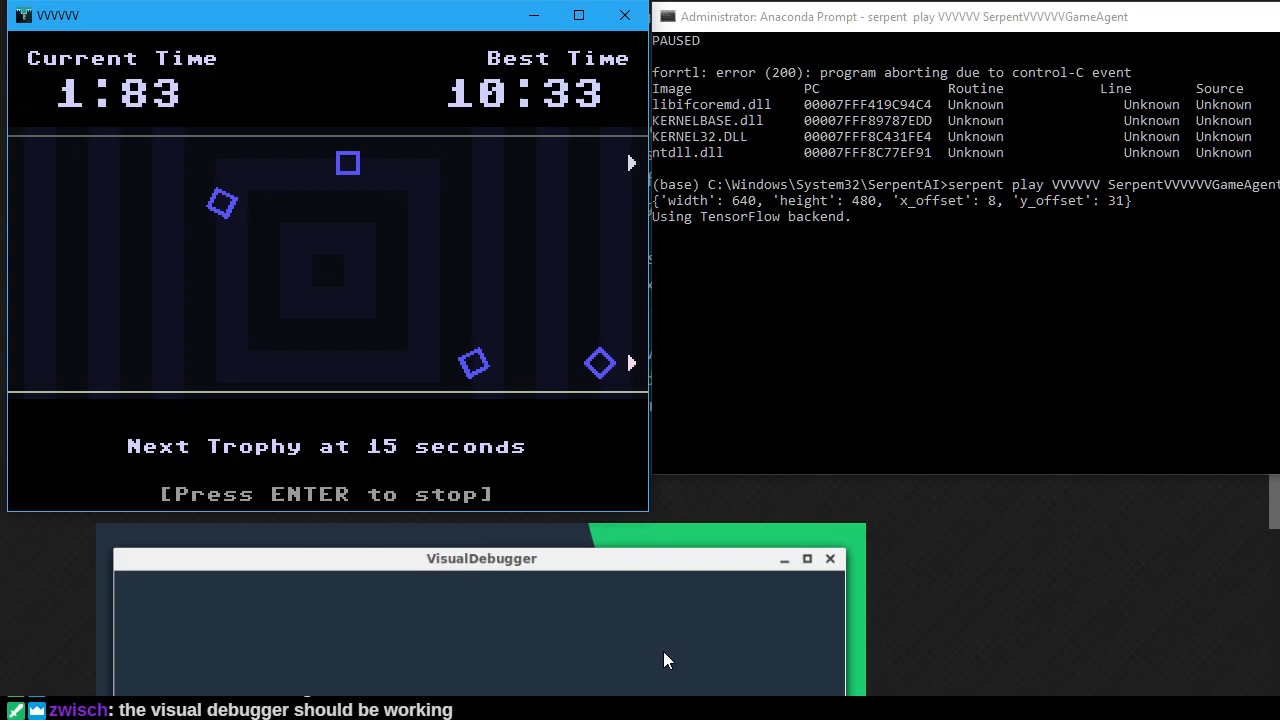 VVVVVV
Current Time
Best Time
1:83
10:33
Next Trophy at 15 seconds
[Press ENTER to stop]
Administrator: Anaconda Prompt - serpent play VVVVVV SerpentVVVVVVGameAgent
PAUSED
forrtl: error (200): program aborting due to control-C event
Image PC Routine Line Source
libifcoremd.dll 00007FFF419C94C4 Unknown Unknown Unknown
KERNELBASE.dll 00007FFF89787EDD Unknown Unknown Unknown
KERNEL32.DLL 00007FFF8C431FE4 Unknown Unknown Unknown
ntdll.dll 00007FFF8C77EF91 Unknown Unknown Unknown
(base) C:\Windows\System32\SerpentAI>serpent play VVVVVV SerpentVVVVVVGameAgent
{'width': 640, 'height': 480, 'x_offset': 8, 'y_offset': 31}
Using TensorFlow backend.
VisualDebugger
zwisch: the visual debugger should be working